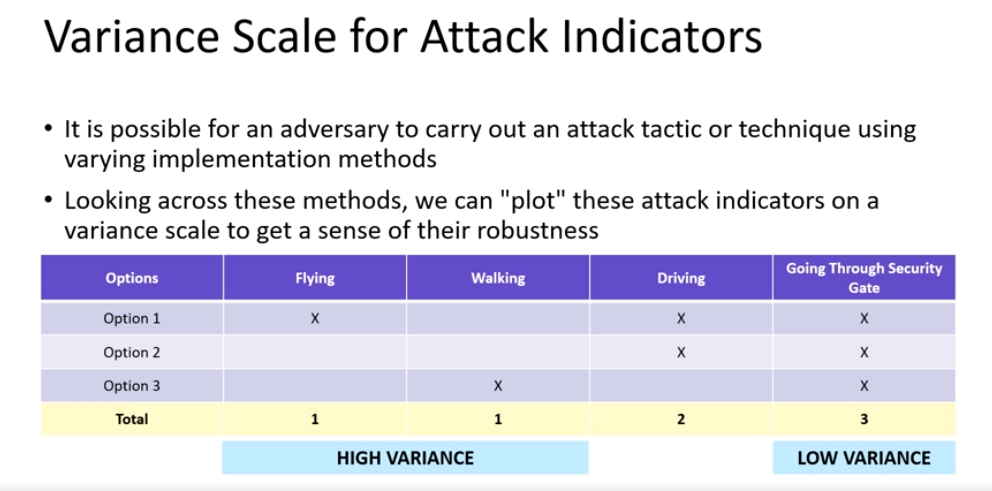 Variance Scale for Attack Indicators
• It is possible for an adversary to carry out an attack tactic or technique using
varying implementation methods
• Looking across these methods, we can "plot" these attack indicators on a
variance scale to get a sense of their robustness
Options Flying Walking Driving Going Through Security
Gate
Option 1 X X X
Option 2 X X
Option 3 X X
Total 1 1 2 3
HIGH VARIANCE LOW VARIANCE